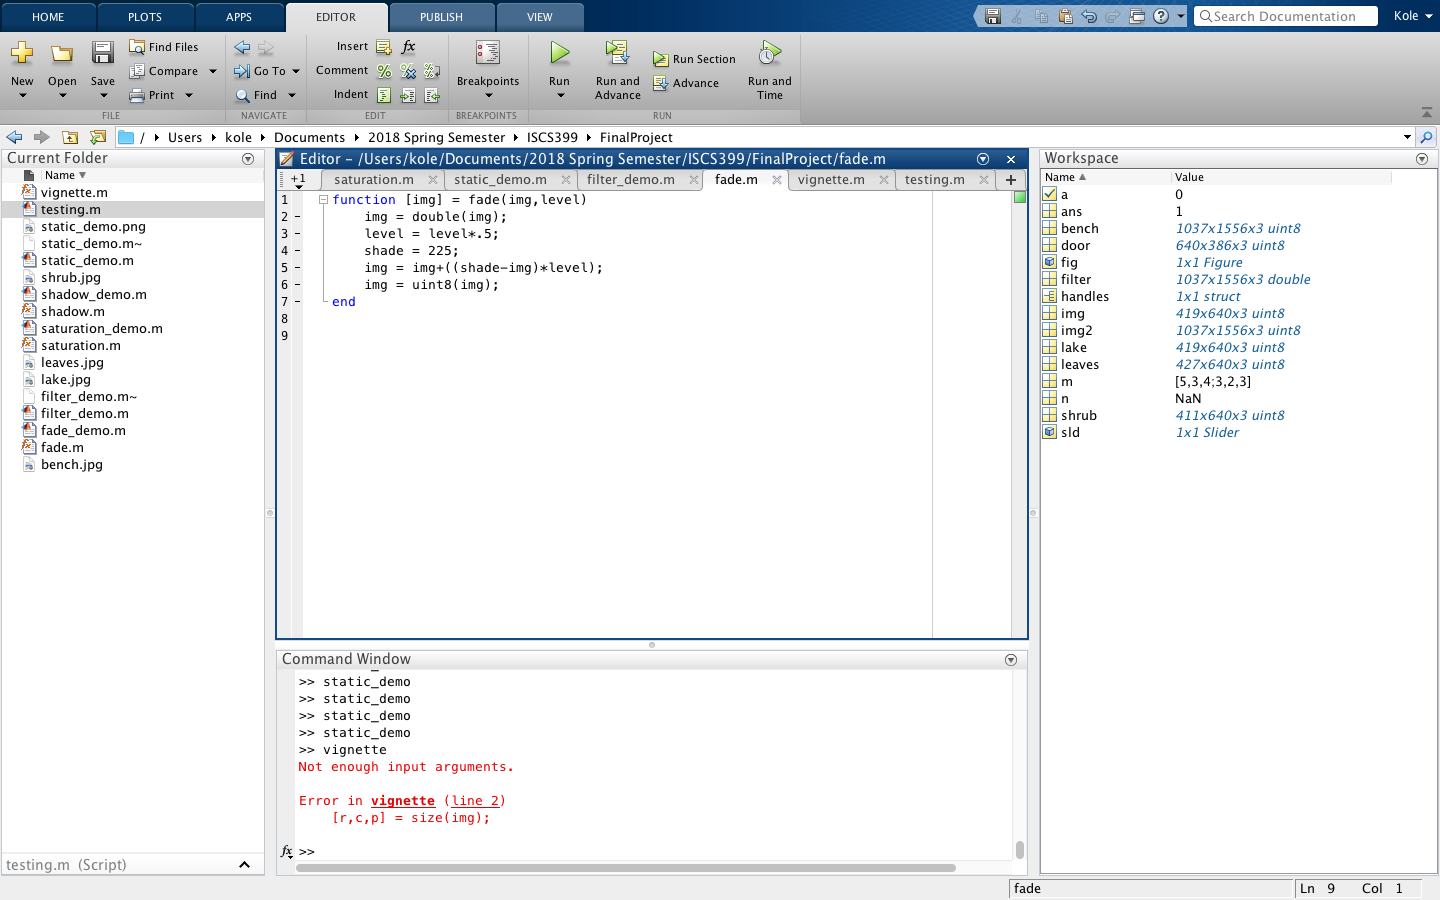 HOME PLOTS APPS EDITOR PUBLISH VIEW Search Documentation Kole
New Open Save Find Files Compare Print Go To Find Insert fx Comment Indent Breakpoints Run Run and Advance Run Section Advance Run and Time
FILE NAVIGATE EDIT BREAKPOINTS RUN
/ Users kole Documents 2018 Spring Semester ISCS399 FinalProject
Current Folder
Name
vignette.m
testing.m
static_demo.png
static_demo.m~
static_demo.m
shrub.jpg
shadow_demo.m
shadow.m
saturation_demo.m
saturation.m
leaves.jpg
lake.jpg
filter_demo.m~
filter_demo.m
fade_demo.m
fade.m
bench.jpg
testing.m (Script)
Editor - /Users/kole/Documents/2018 Spring Semester/ISCS399/FinalProject/fade.m
+1 saturation.m static_demo.m filter_demo.m fade.m vignette.m testing.m +
1 function [img] = fade(img,level)
2 - img = double(img);
3 - level = level*.5;
4 - shade = 225;
5 - img = img+((shade-img)*level);
6 - img = uint8(img);
7 - end
8
9
Command Window
>> static_demo
>> static_demo
>> static_demo
>> static_demo
>> vignette
Not enough input arguments.
Error in vignette (line 2)
[r,c,p] = size(img);
fx >>
Workspace
Name Value
a 0
ans 1
bench 1037x1556x3 uint8
door 640x386x3 uint8
fig 1x1 Figure
filter 1037x1556x3 double
handles 1x1 struct
img 419x640x3 uint8
img2 1037x1556x3 uint8
lake 419x640x3 uint8
leaves 427x640x3 uint8
m [5,3,4;3,2,3]
n NaN
shrub 411x640x3 uint8
sld 1x1 Slider
fade Ln 9 Col 1